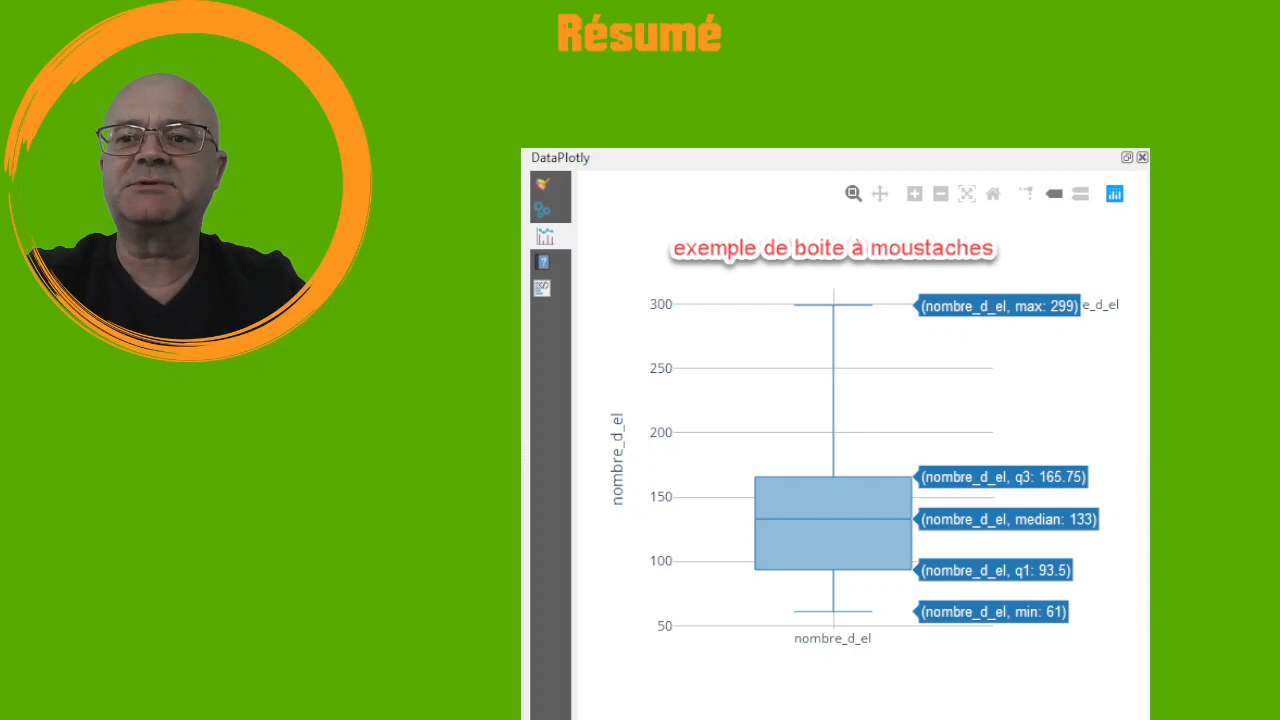 Résumé
DataPlotly
exemple de boite à moustaches
300
(nombre_d_el, max: 299)
e_d_el
250
200
nombre_d_el
(nombre_d_el, q3: 165.75)
150
(nombre_d_el, median: 133)
100
(nombre_d_el, q1: 93.5)
(nombre_d_el, min: 61)
50
nombre_d_el